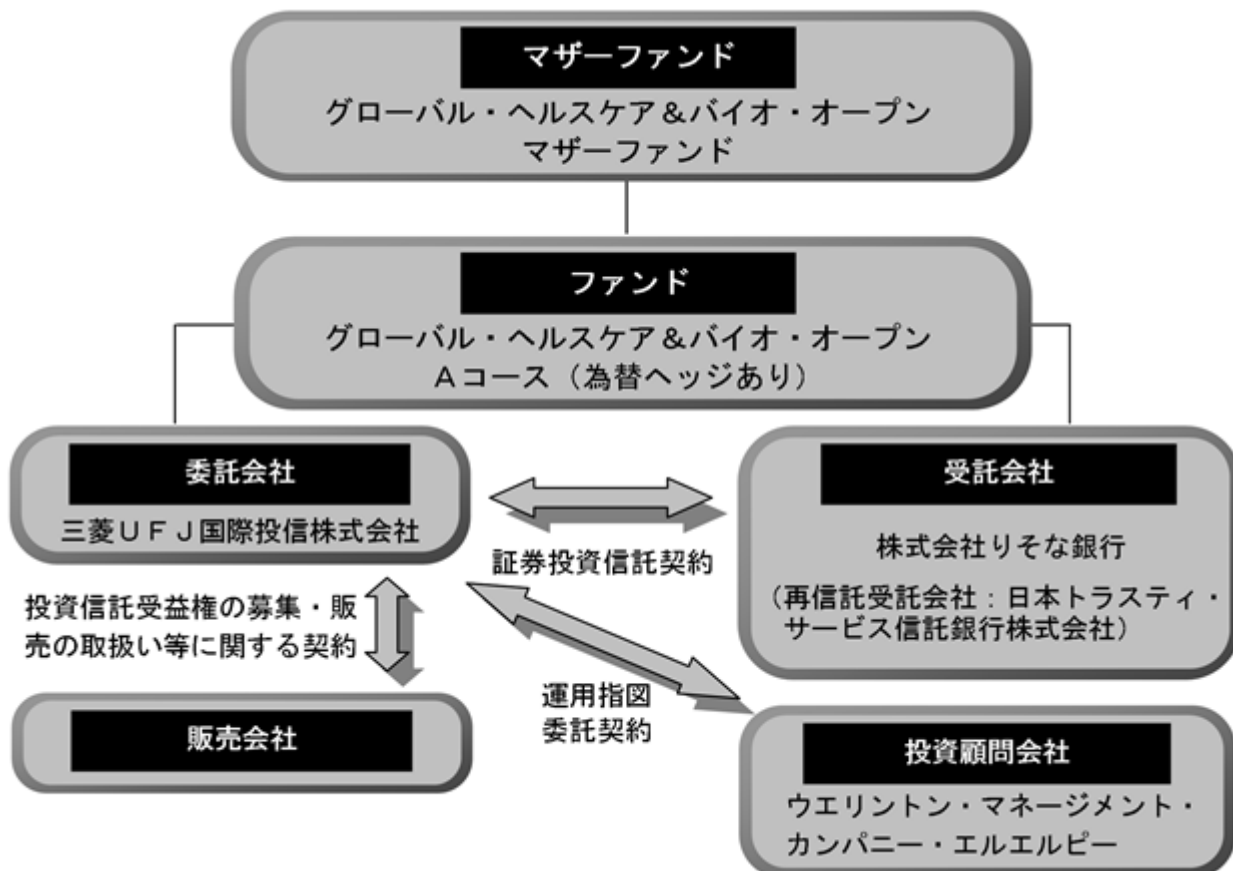 マザーファンド
グローバル・ヘルスケア＆バイオ・オープン
マザーファンド
ファンド
グローバル・ヘルスケア＆バイオ・オープン
Ａコース（為替ヘッジあり）
委託会社
三菱ＵＦＪ国際投信株式会社
受託会社
株式会社りそな銀行
（再信託受託会社：日本トラスティ・
サービス信託銀行株式会社）
証券投資信託契約
投資信託受益権の募集・販
売の取扱い等に関する契約
運用指図
委託契約
販売会社
投資顧問会社
ウエリントン・マネージメント・
カンパニー・エルエルピー